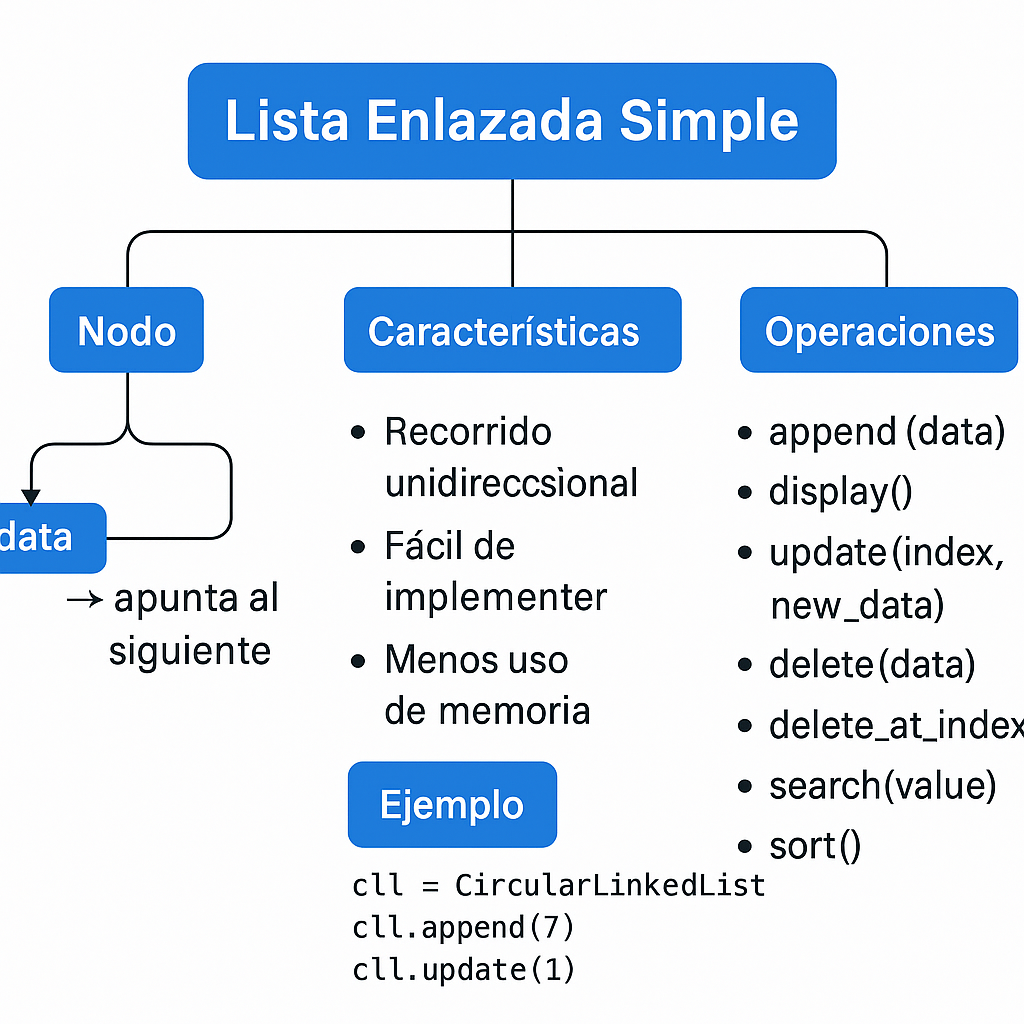 Lista Enlazada Simple
Nodo
data
→ apunta al
siguiente
Características
• Recorrido
unidireccsìonal
• Fácil de
implementer
• Menos uso
de memoria
Ejemplo
cll = CircularLinkedList
cll.append(7)
cll.update(1)
Operaciones
• append (data)
• display()
• update (index,
new_data)
• delete (data)
• delete_at_index
• search(value)
• sort()